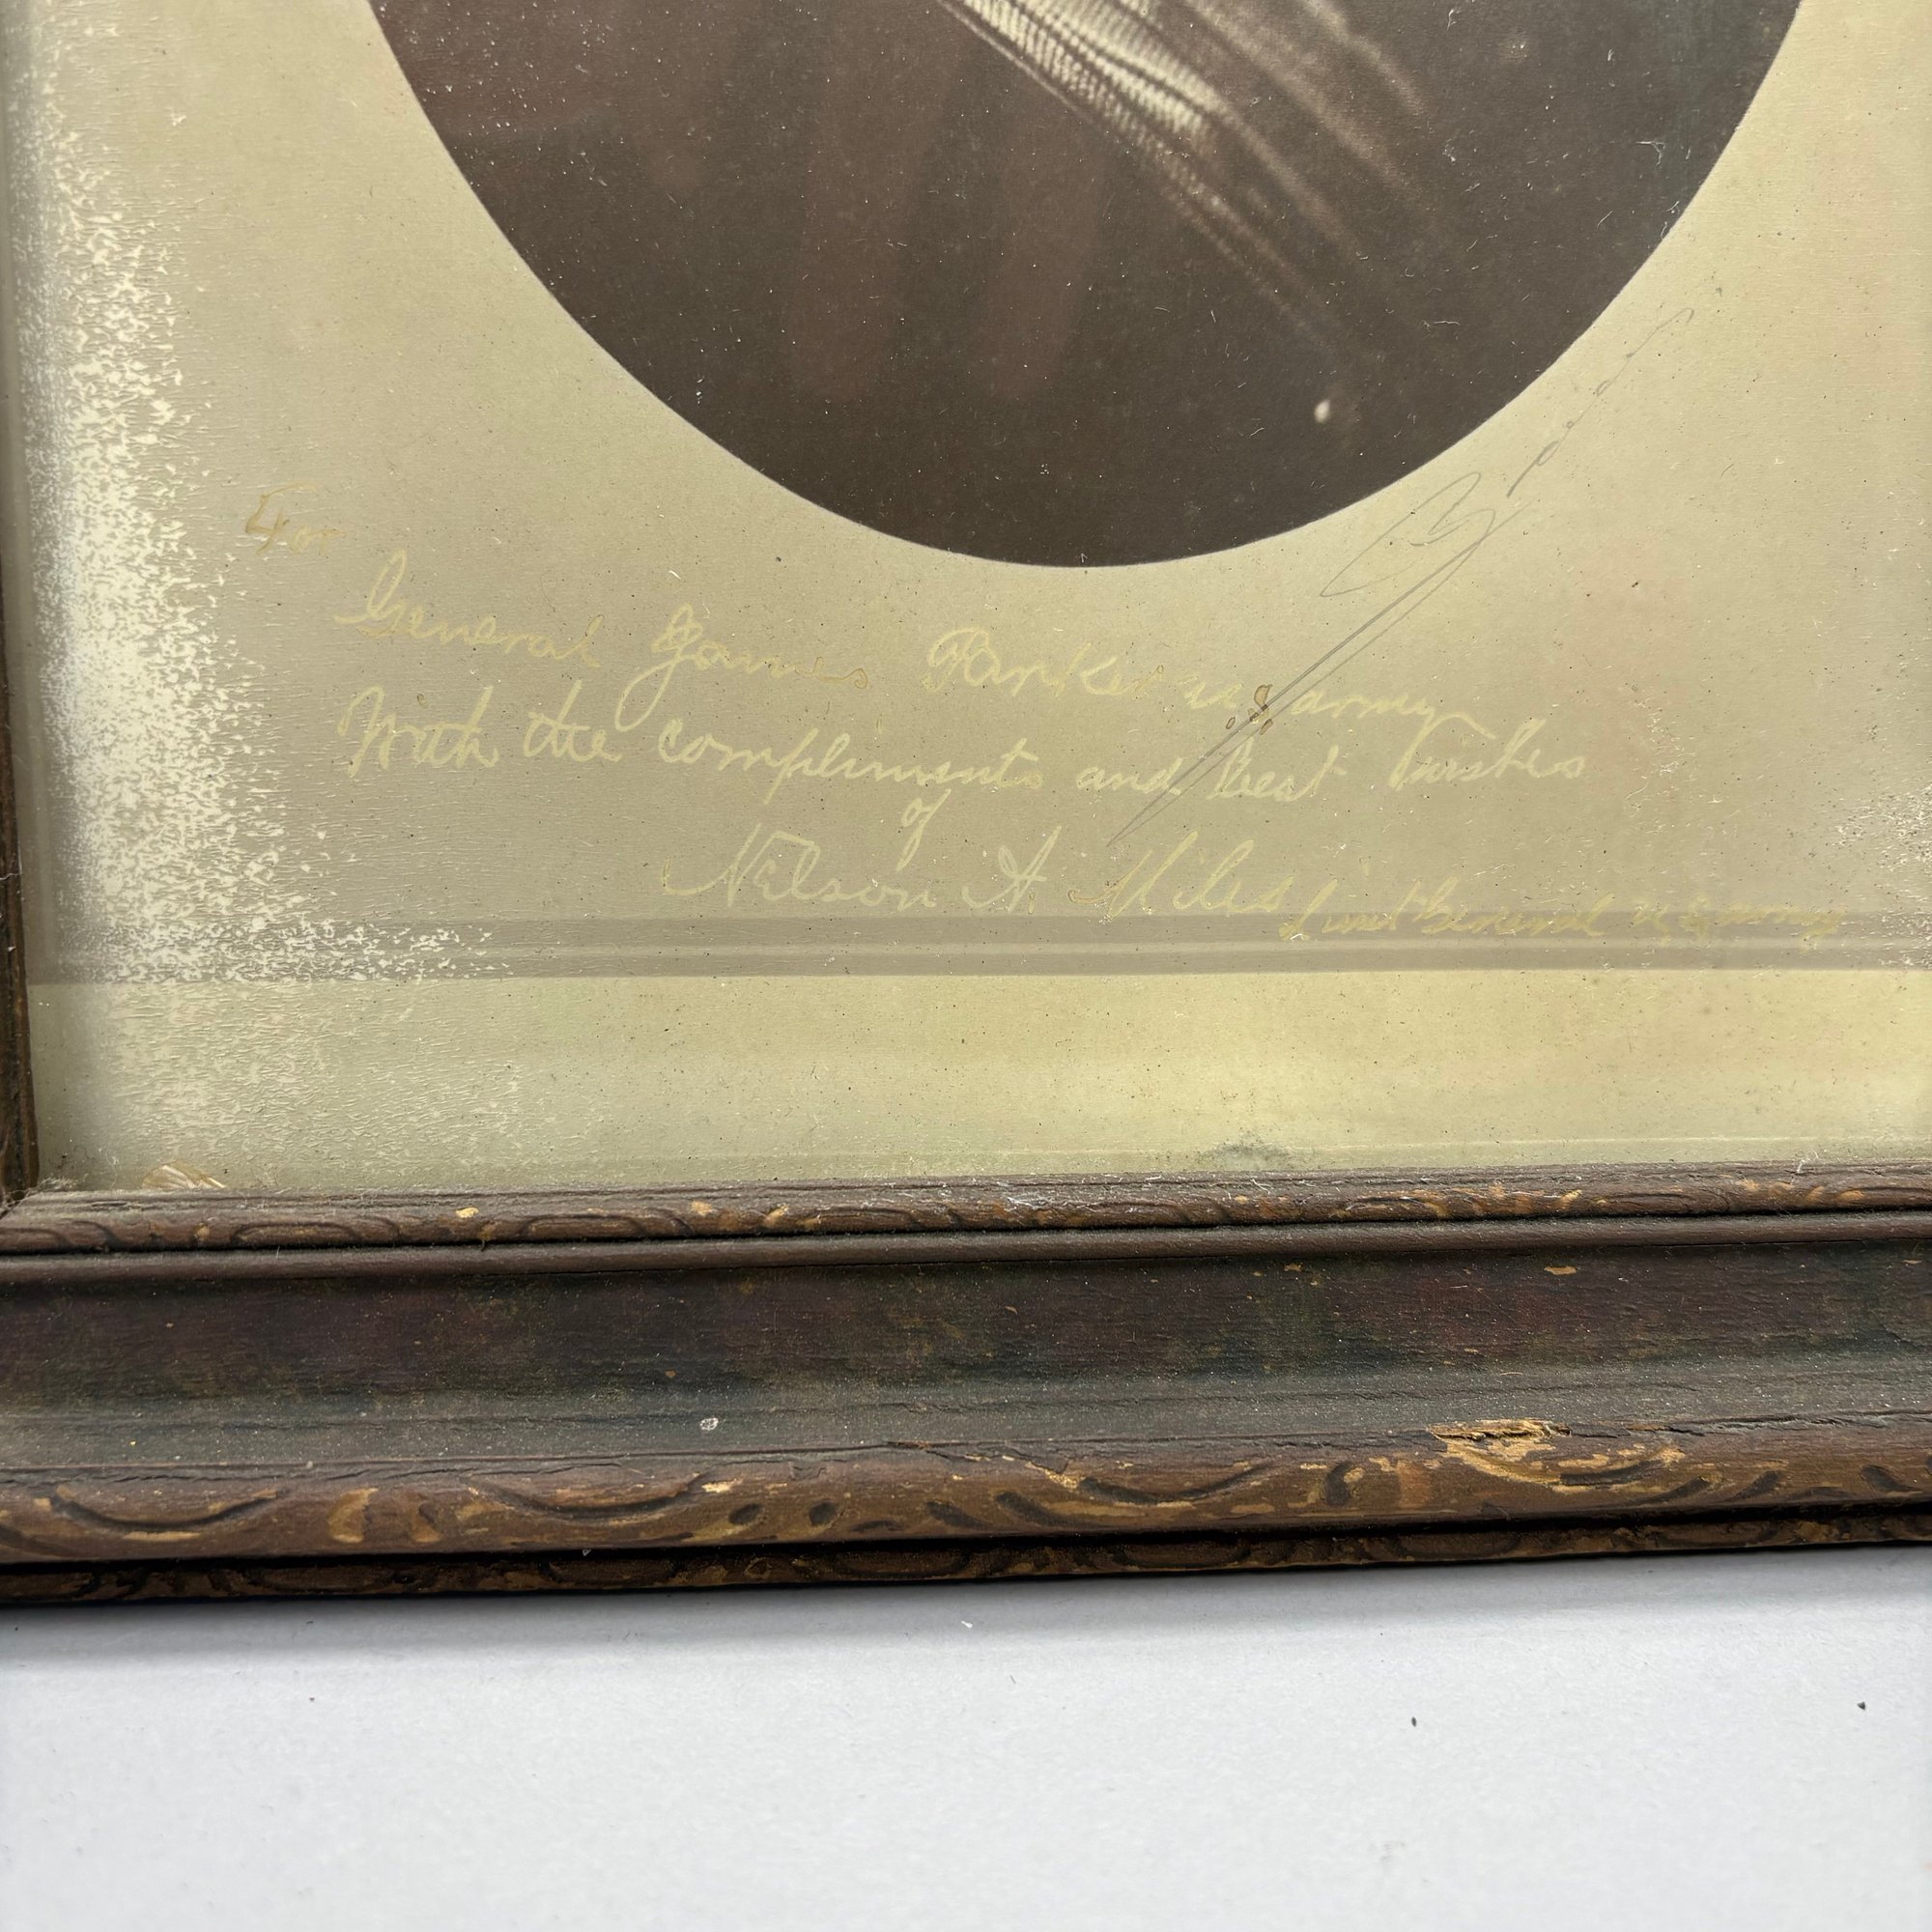 For
General James Parker U.S. army
With the compliments and best wishes
of
Nelson A. Miles
Lieut General U.S. army